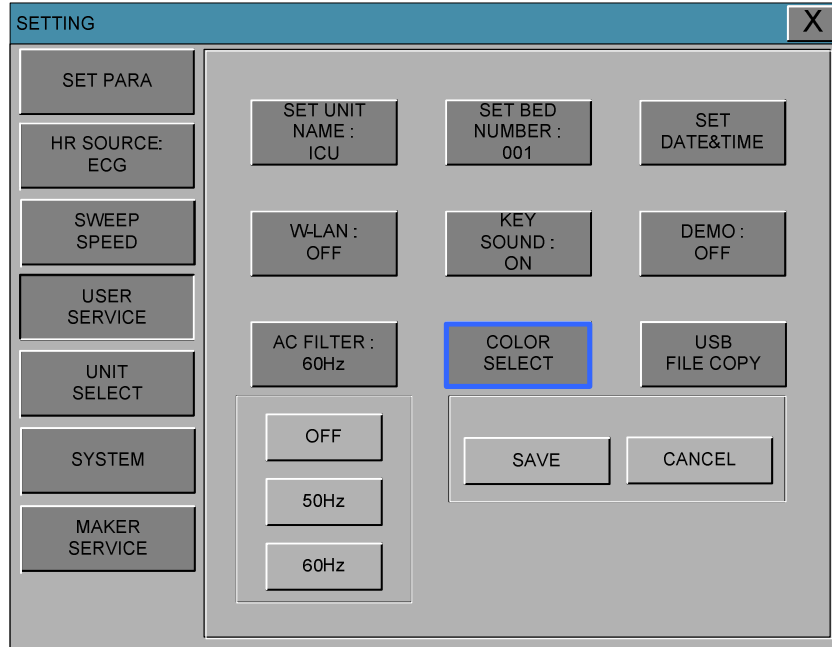 SETTING
X
SET PARA
HR SOURCE:
ECG
SWEEP
SPEED
USER
SERVICE
UNIT
SELECT
SYSTEM
MAKER
SERVICE
SET UNIT
NAME :
ICU
SET BED
NUMBER :
001
SET
DATE&TIME
W-LAN :
OFF
KEY
SOUND :
ON
DEMO :
OFF
AC FILTER :
60Hz
COLOR
SELECT
USB
FILE COPY
OFF
50Hz
60Hz
SAVE
CANCEL